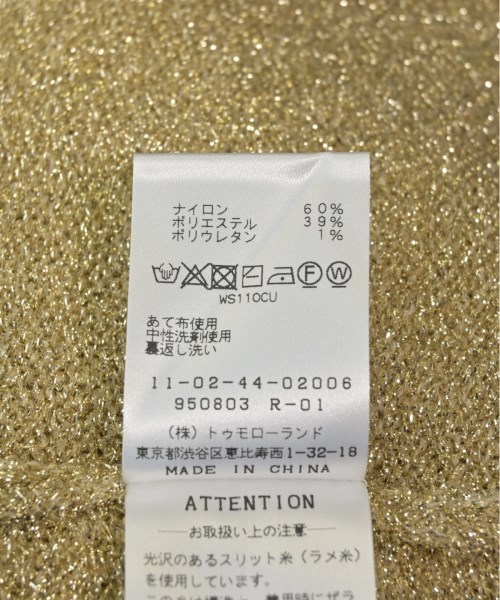 ナイロン 60%
ポリエステル 39%
ポリウレタン 1%
F W
WS110CU
あて布使用
中性洗剤使用
裏返し洗い
11-02-44-02006
950803 R-01
(株)トゥモローランド
東京都渋谷区恵比寿西1-32-18
MADE IN CHINA
ATTENTION
お取扱い上の注意
光沢のあるスリット糸(ラメ糸)
を使用しています。